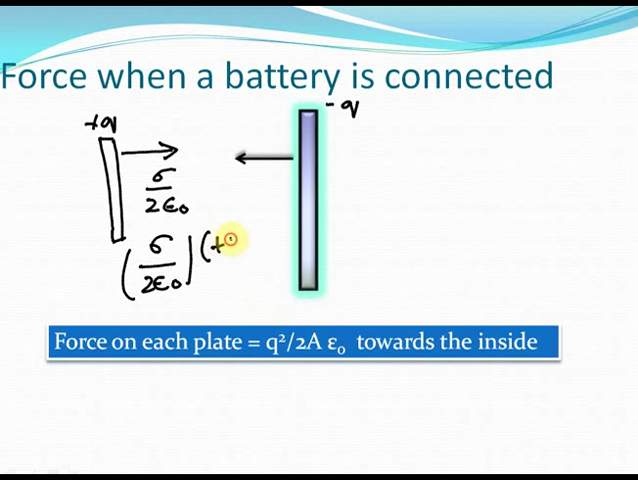 Force when a battery is connected
+q
- q
σ
2ε₀
(σ/2ε₀)(+
Force on each plate = q²/2A ε₀ towards the inside